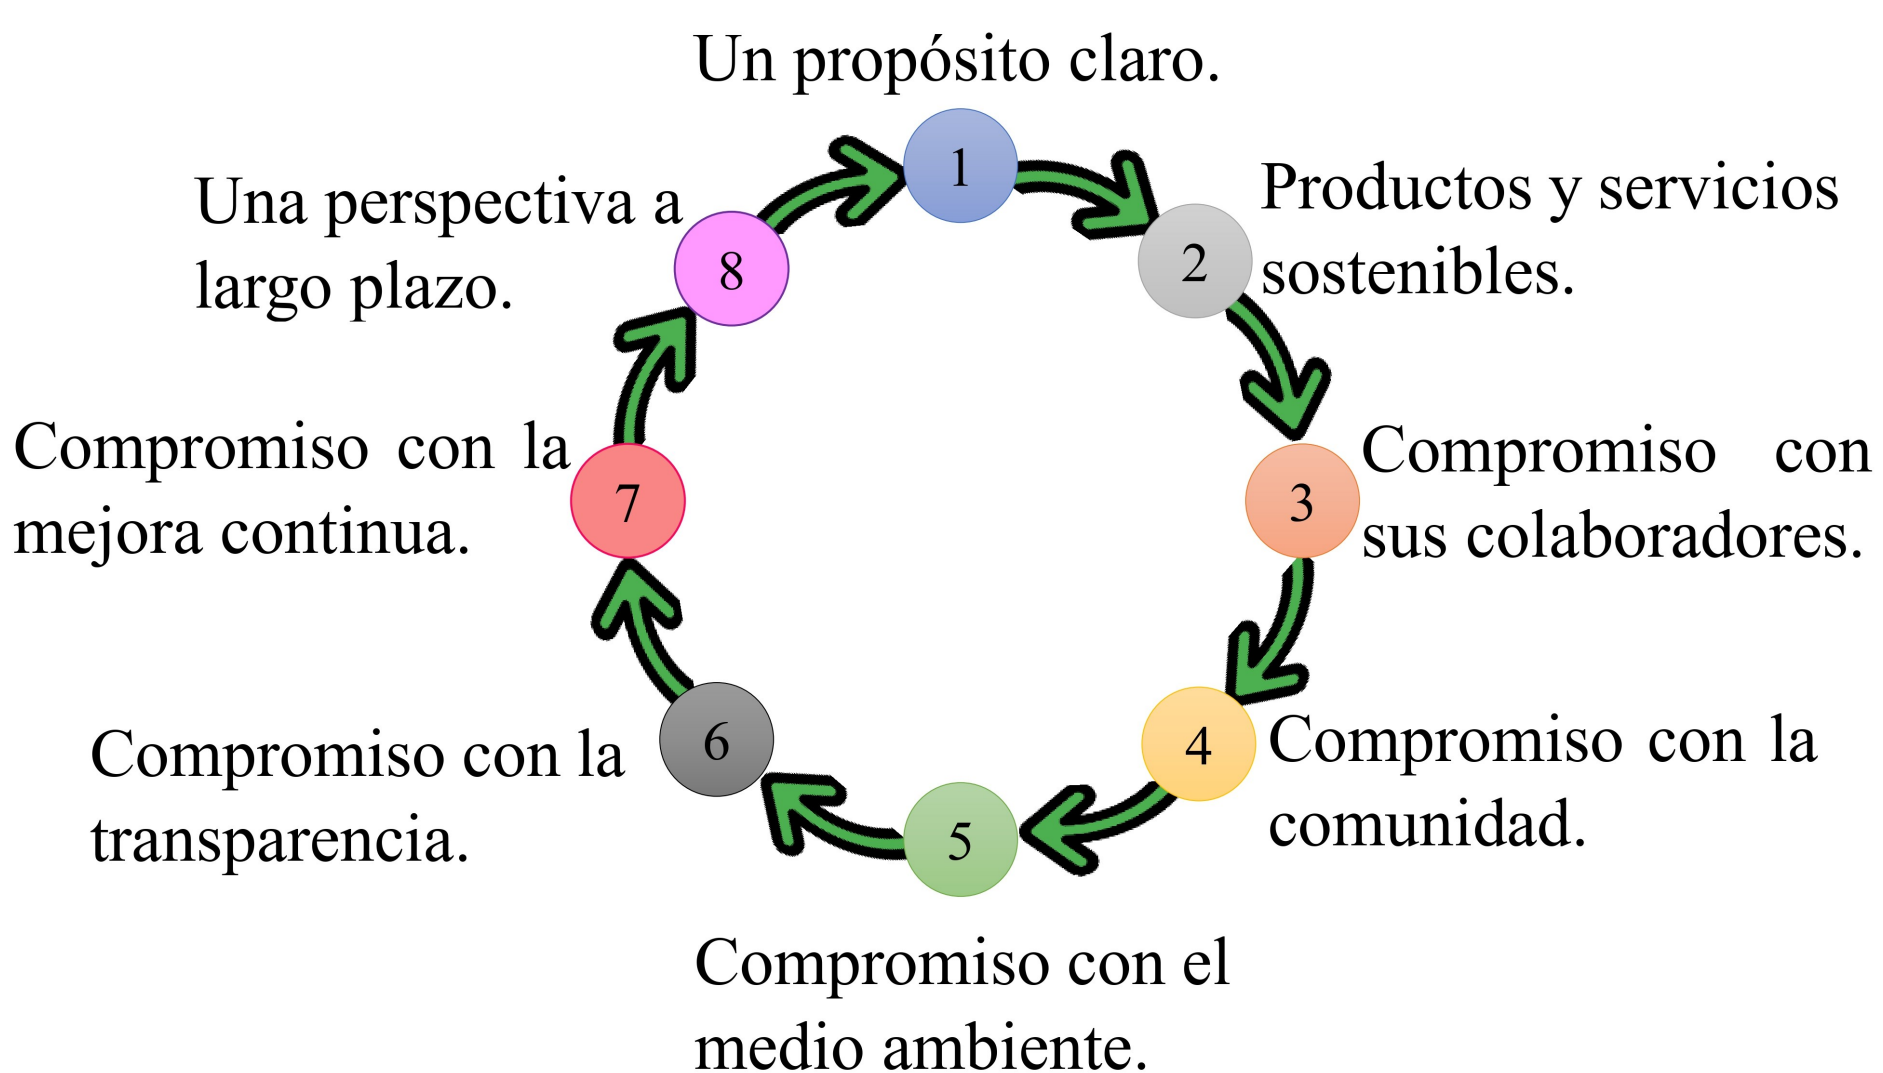 Un propósito claro.
1
2
Productos y servicios
sostenibles.
3
Compromiso con
sus colaboradores.
4
Compromiso con la
comunidad.
5
Compromiso con el
medio ambiente.
6
Compromiso con la
transparencia.
7
Compromiso con la
mejora continua.
8
Una perspectiva a
largo plazo.